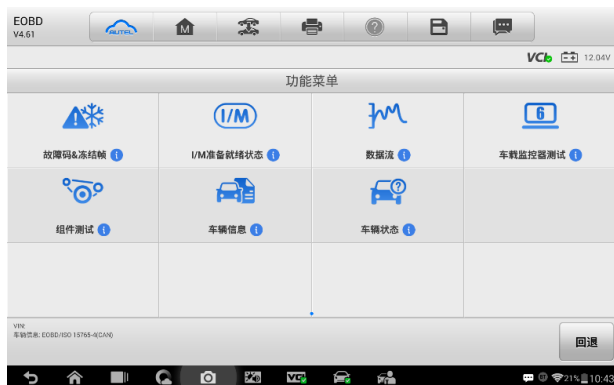 EOBD
V4.61
AUTEL
M
VCI 12.04V
功能菜单
I/M
6
故障码&冻结帧
I/M准备就绪状态
数据流
车载监控器测试
组件测试
车辆信息
车辆状态
VIN:
车辆信息: EOBD/ISO 15765-4(CAN)
回退
VCI
21% 10:43